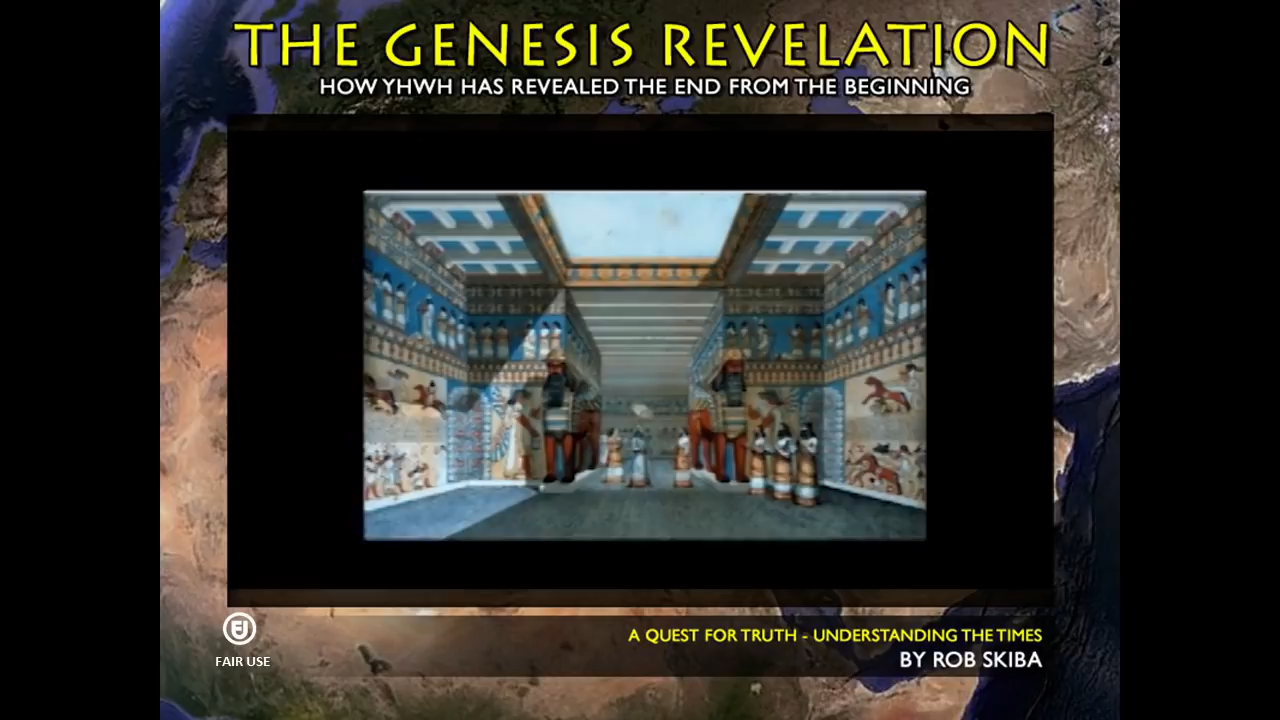 THE GENESIS REVELATION
HOW YHWH HAS REVEALED THE END FROM THE BEGINNING
FAIR USE
A QUEST FOR TRUTH - UNDERSTANDING THE TIMES
BY ROB SKIBA